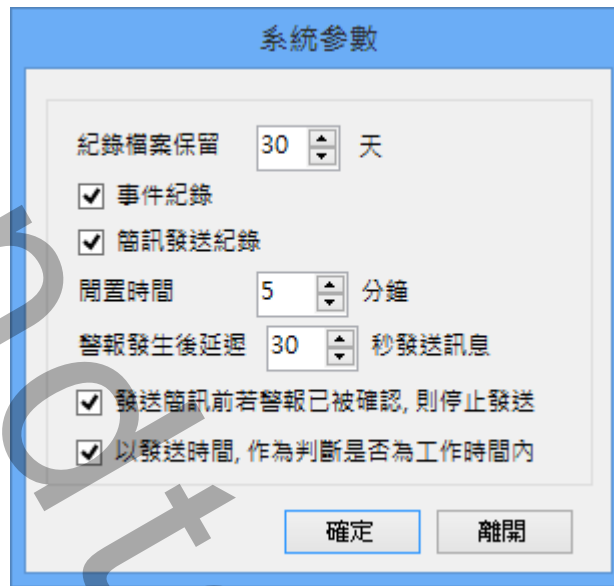 系統參數
紀錄檔案保留 30 天
事件紀錄
簡訊發送紀錄
閒置時間 5 分鐘
警報發生後延遲 30 秒發送訊息
發送簡訊前若警報已被確認, 則停止發送
以發送時間, 作為判斷是否為工作時間內
確定 離開